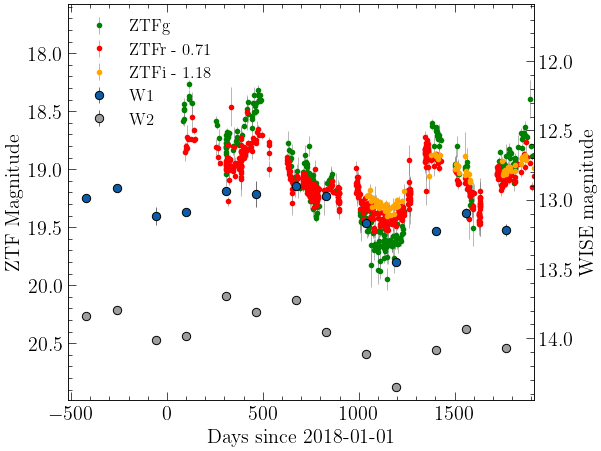 ZTFg
ZTFr - 0.71
ZTFi - 1.18
W1
W2
18.0
18.5
19.0
19.5
20.0
20.5
ZTF Magnitude
12.0
12.5
13.0
13.5
14.0
WISE magnitude
−500
0
500
1000
1500
Days since 2018-01-01